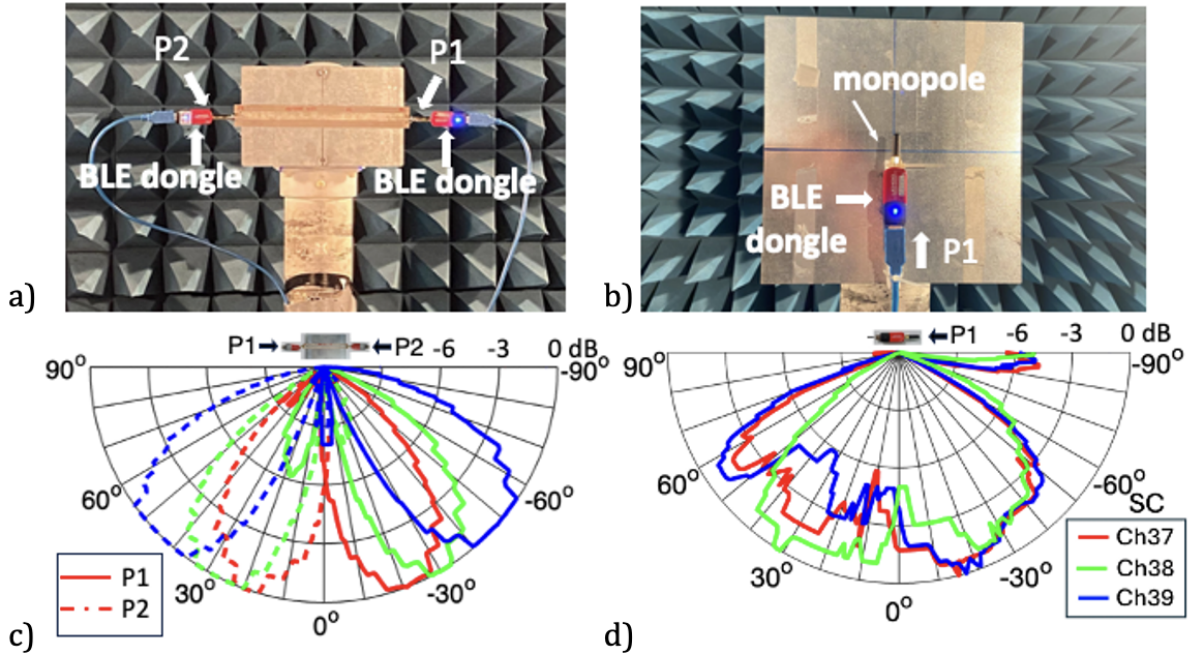 a)
P2
P1
BLE dongle
BLE dongle
b)
monopole
BLE
dongle
P1
c)
P1
P2
-6
-3
0 dB
90°
-90°
60°
-60°
30°
-30°
0°
P1
P2
d)
P1
-6
-3
0 dB
90°
-90°
60°
-60°
30°
-30°
0°
SC
Ch37
Ch38
Ch39